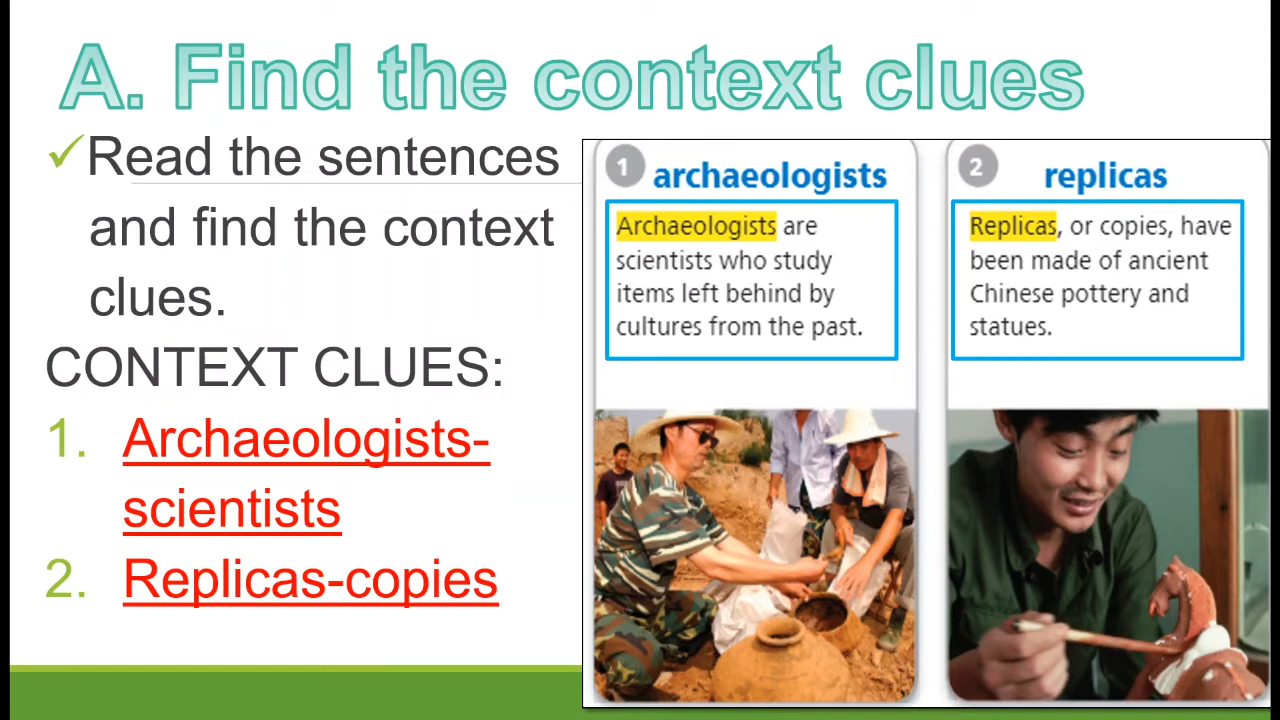 A. Find the context clues
✓Read the sentences
and find the context
clues.
CONTEXT CLUES:
1. Archaeologists-
scientists
2. Replicas-copies
1 archaeologists
Archaeologists are
scientists who study
items left behind by
cultures from the past.
2 replicas
Replicas, or copies, have
been made of ancient
Chinese pottery and
statues.